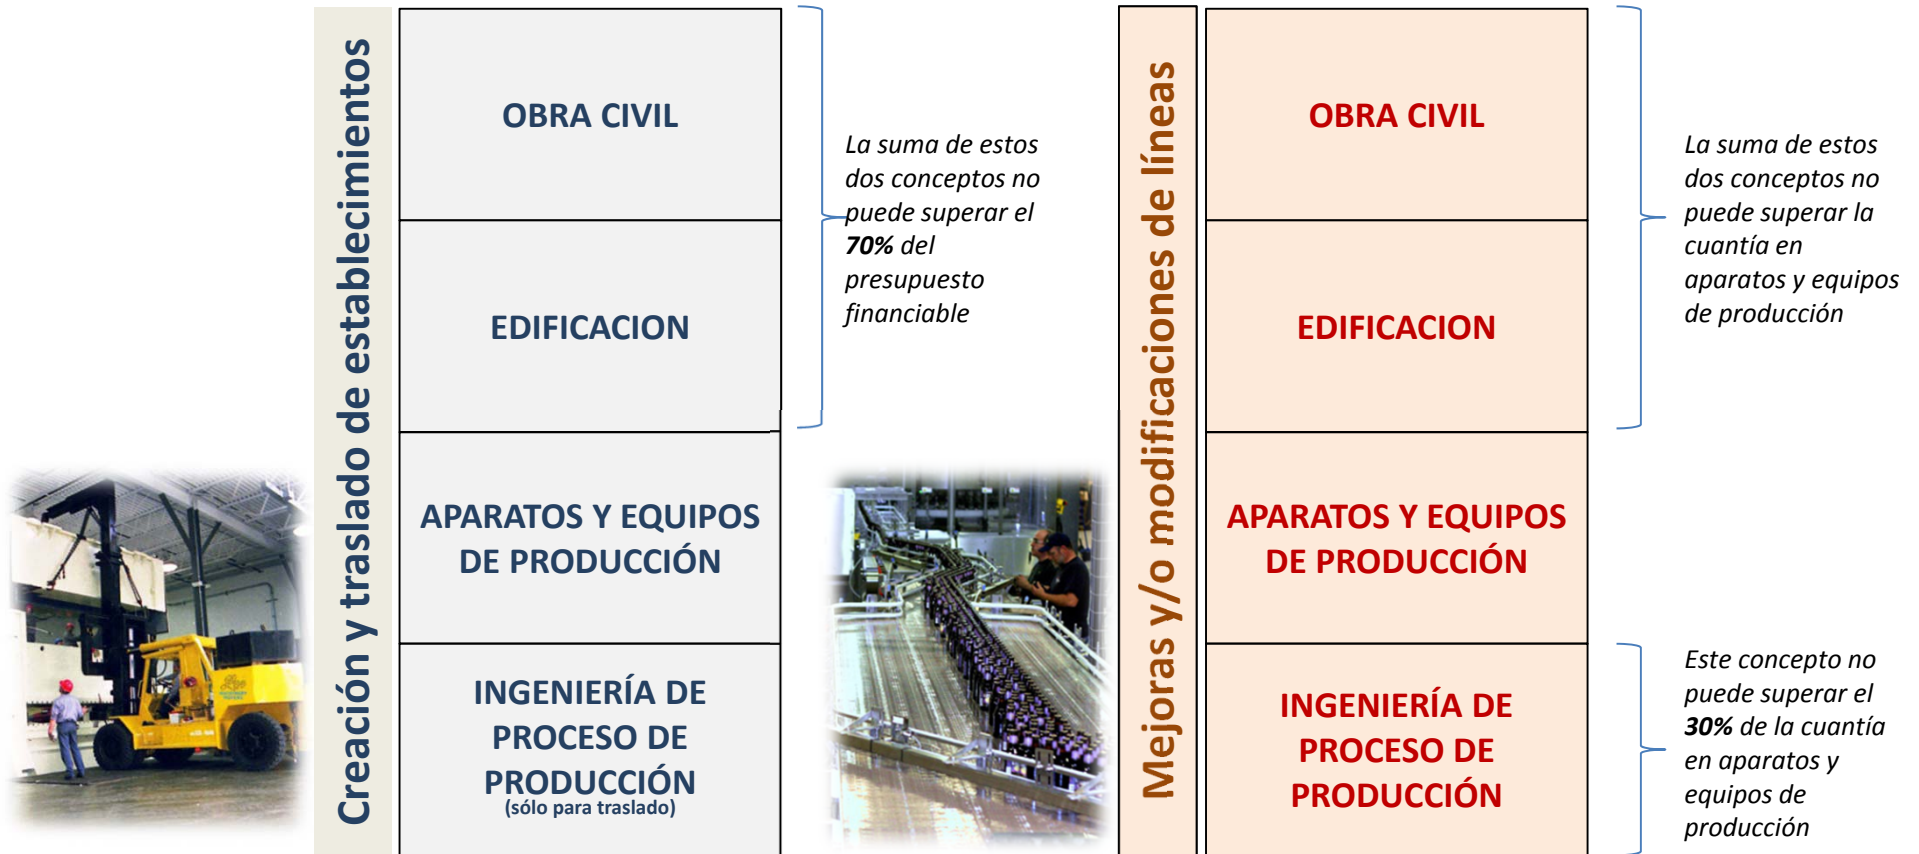 Creación y traslado de establecimientos
OBRA CIVIL
EDIFICACION
APARATOS Y EQUIPOS
DE PRODUCCIÓN
INGENIERÍA DE
PROCESO DE
PRODUCCIÓN
(sólo para traslado)
La suma de estos
dos conceptos no
puede superar el
70% del
presupuesto
financiable
Mejoras y/o modificaciones de líneas
OBRA CIVIL
EDIFICACION
APARATOS Y EQUIPOS
DE PRODUCCIÓN
INGENIERÍA DE
PROCESO DE
PRODUCCIÓN
La suma de estos
dos conceptos no
puede superar la
cuantía en
aparatos y equipos
de producción
Este concepto no
puede superar el
30% de la cuantía
en aparatos y
equipos de
producción